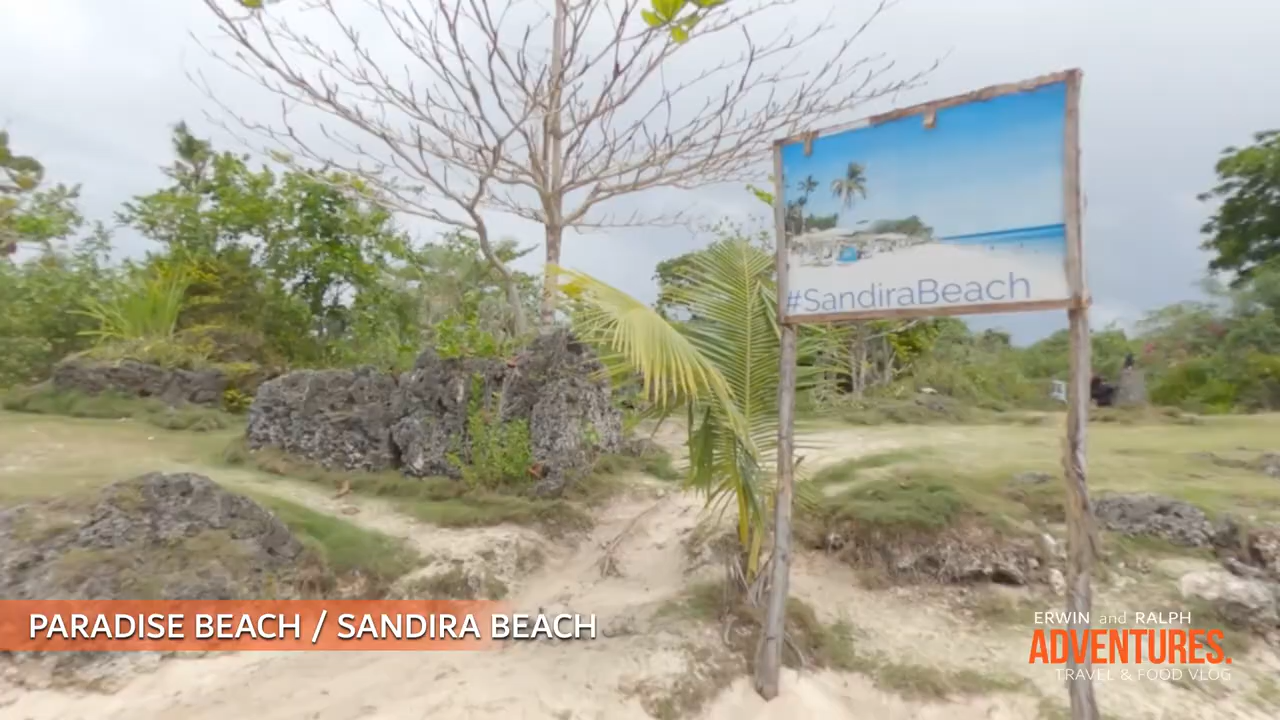 #SandiraBeach
PARADISE BEACH / SANDIRA BEACH
ERWIN and RALPH
ADVENTURES.
TRAVEL & FOOD VLOG